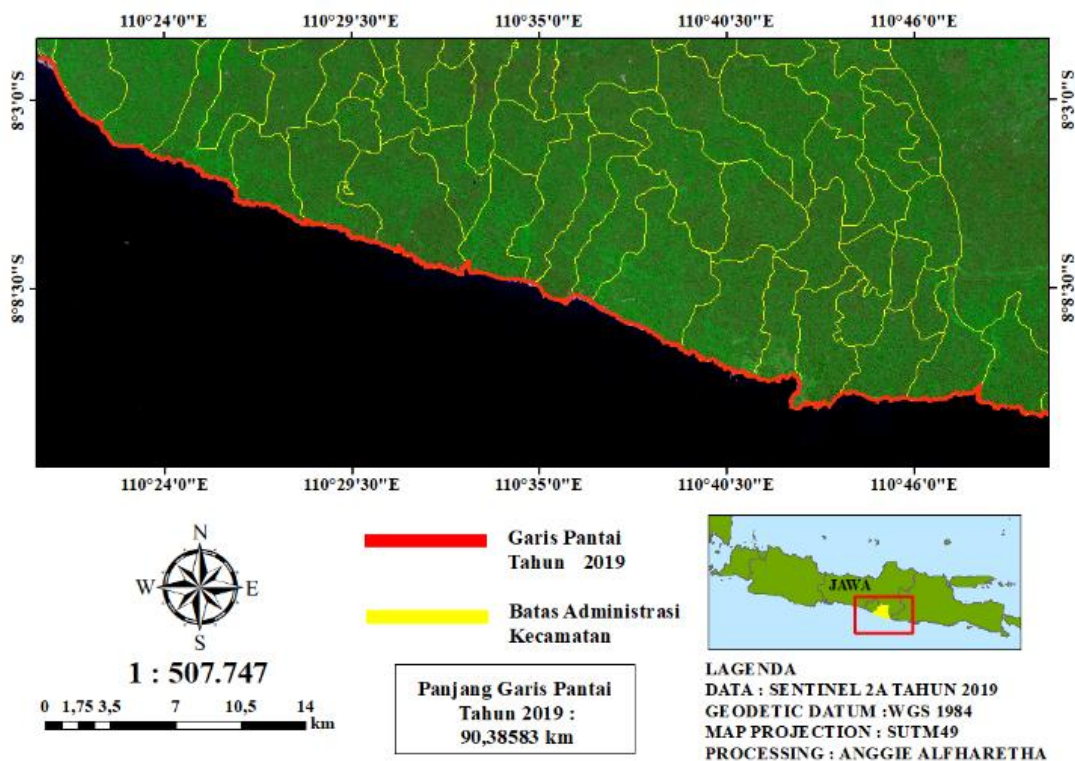 110°24'0"E 110°29'30"E 110°35'0"E 110°40'30"E 110°46'0"E
8°3'0"S 8°3'0"S
8°8'30"S 8°8'30"S
110°24'0"E 110°29'30"E 110°35'0"E 110°40'30"E 110°46'0"E
N
W E
S
1 : 507.747
0 1,75 3,5 7 10,5 14
km
Garis Pantai
Tahun 2019
Batas Administrasi
Kecamatan
Panjang Garis Pantai
Tahun 2019 :
90,38583 km
JAWA
LAGENDA
DATA : SENTINEL 2A TAHUN 2019
GEODETIC DATUM :WGS 1984
MAP PROJECTION : SUTM49
PROCESSING : ANGGIE ALFHARETHA